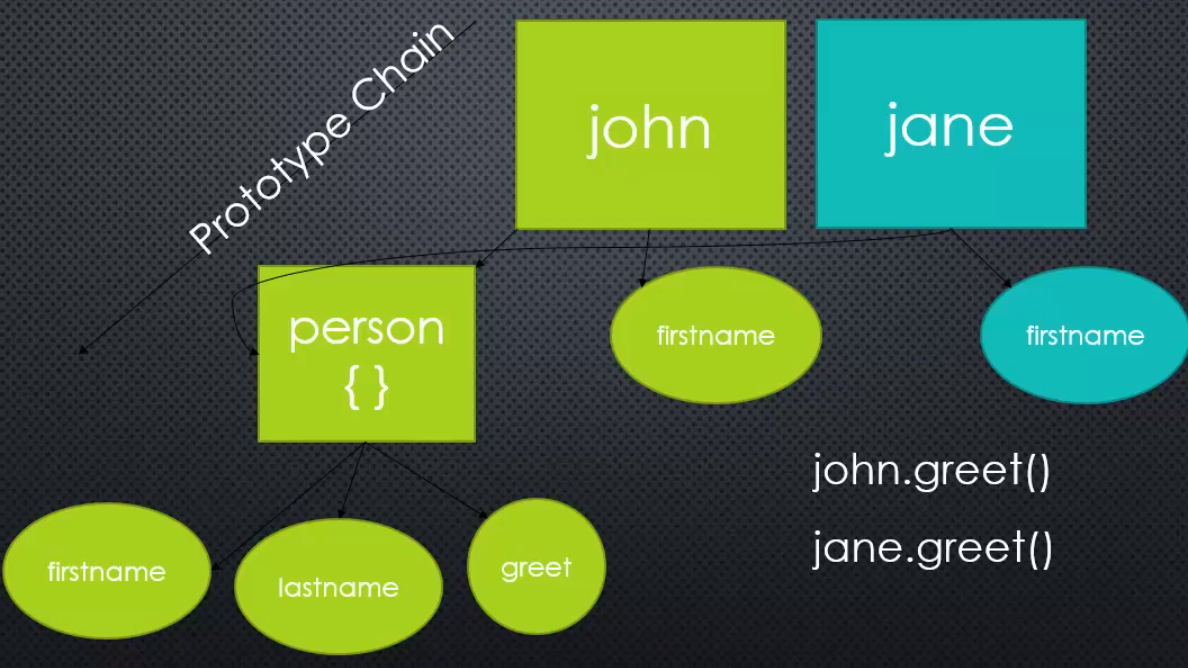 Prototype Chain
john
jane
person
{ }
firstname
firstname
john.greet()
jane.greet()
firstname
lastname
greet